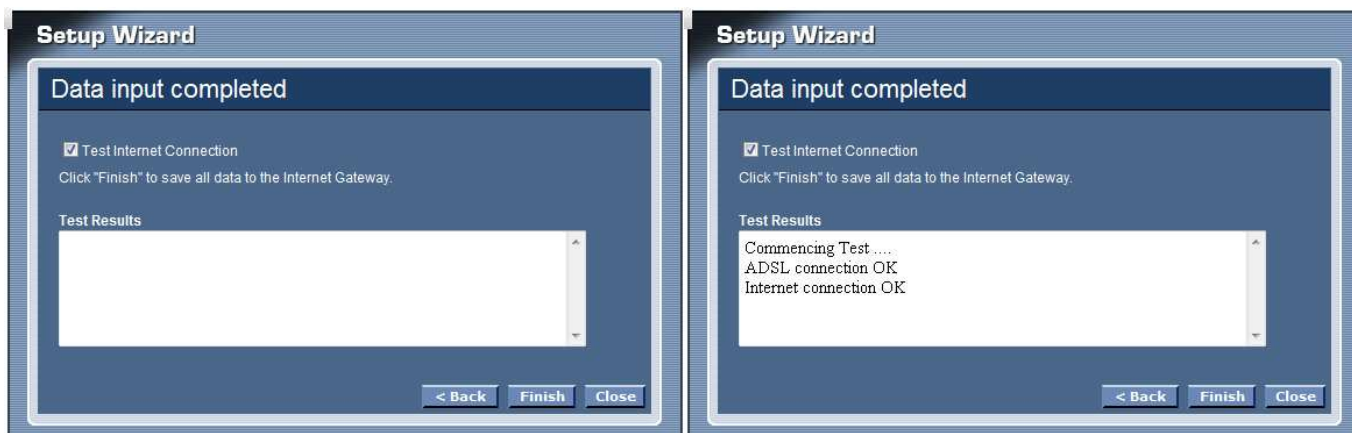 Setup Wizard
Data input completed
Test Internet Connection
Click "Finish" to save all data to the Internet Gateway.
Test Results
< Back Finish Close
Setup Wizard
Data input completed
Test Internet Connection
Click "Finish" to save all data to the Internet Gateway.
Test Results
Commencing Test ....
ADSL connection OK
Internet connection OK
< Back Finish Close